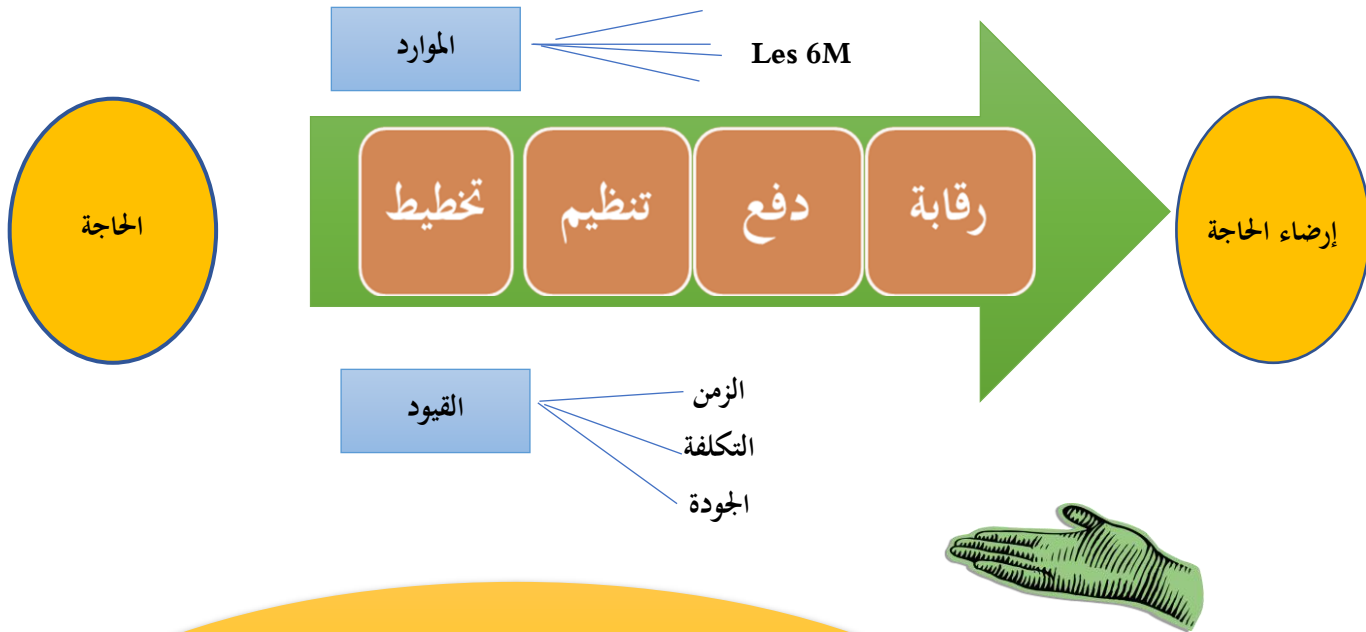 الموارد
Les 6M
الحاجة
تخطيط
تنظيم
دفع
رقابة
إرضاء الحاجة
القيود
الزمن
التكلفة
الجودة